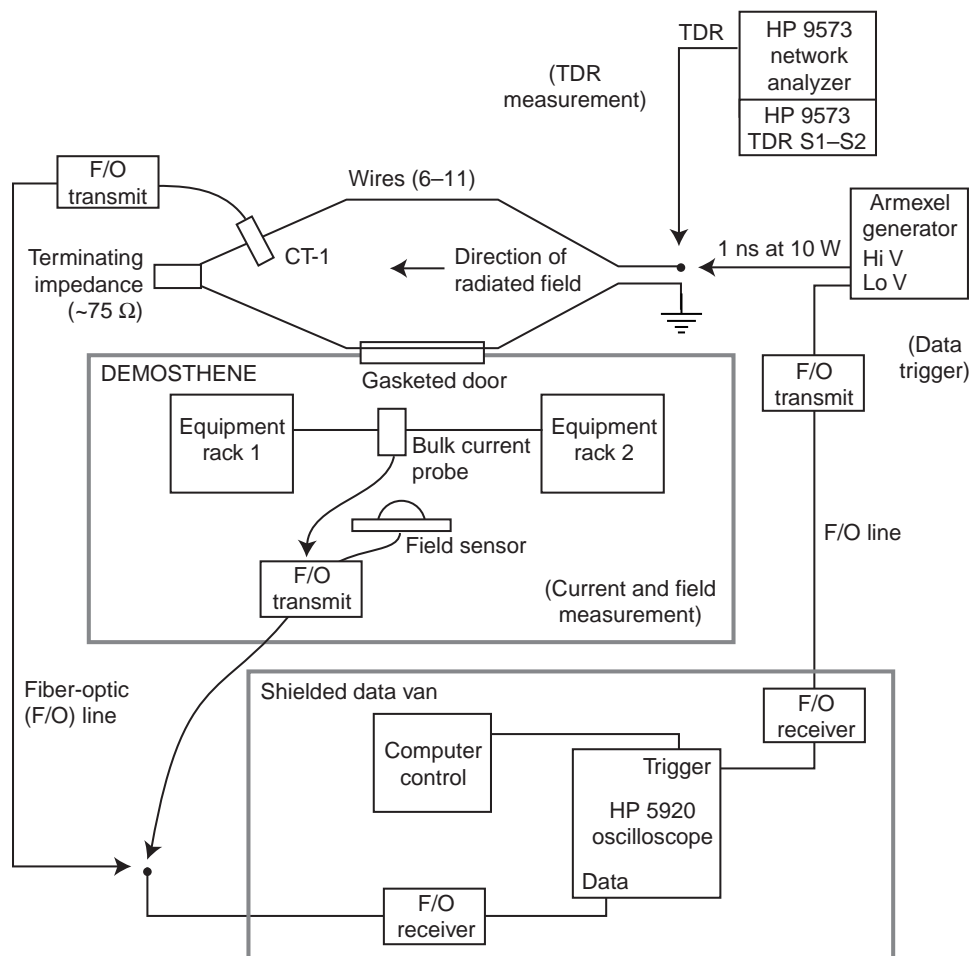 TDR
HP 9573
network
analyzer
HP 9573
TDR S1–S2
(TDR
measurement)
F/O
transmit
Wires (6–11)
Armexel
generator
Hi V
Lo V
CT-1
1 ns at 10 W
Terminating
impedance
(~75 Ω)
Direction of
radiated field
(Data
trigger)
DEMOSTHENE
Gasketed door
F/O
transmit
Equipment
rack 1
Bulk current
probe
Equipment
rack 2
Field sensor
F/O line
F/O
transmit
(Current and field
measurement)
Fiber-optic
(F/O) line
Shielded data van
F/O
receiver
Computer
control
Trigger
HP 5920
oscilloscope
Data
F/O
receiver